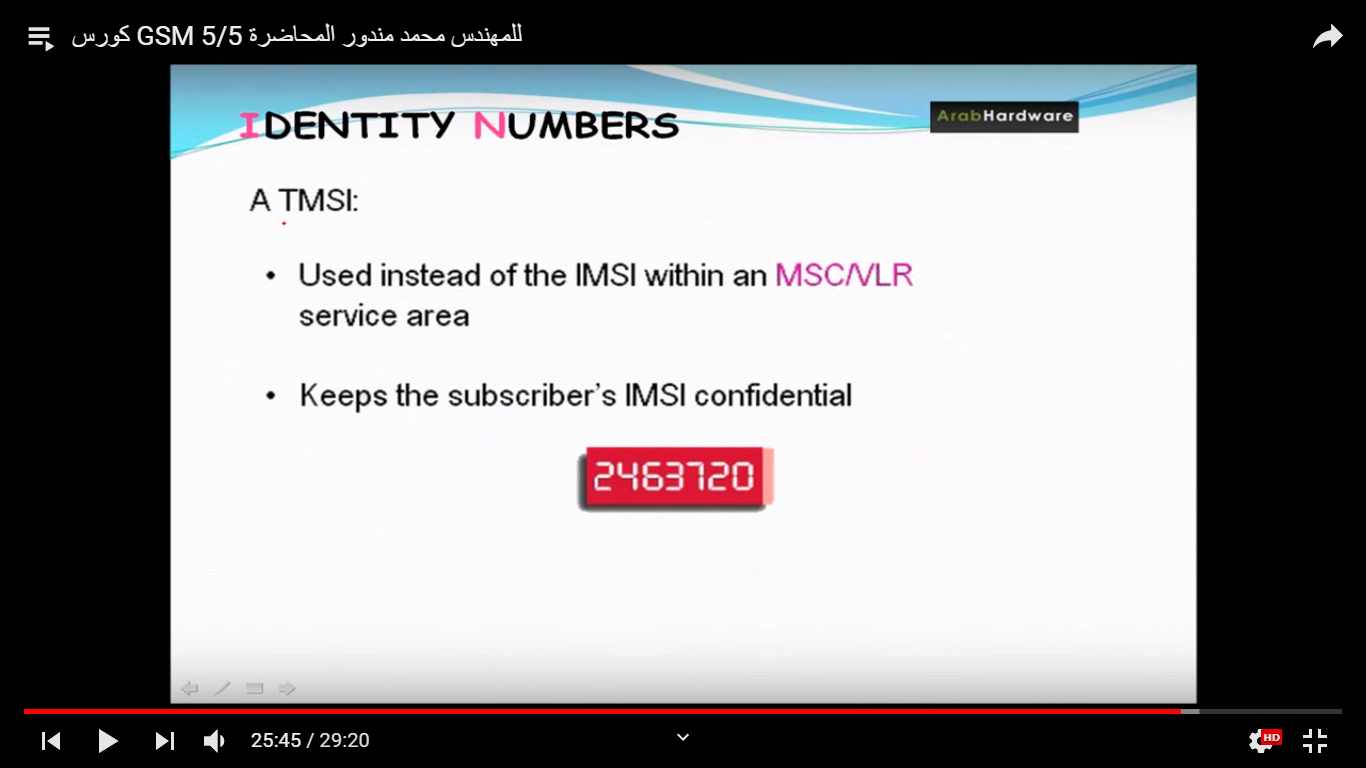 كورس GSM 5/5 للمهندس محمد مندور المحاضرة
IDENTITY NUMBERS
ArabHardware
A TMSI:
• Used instead of the IMSI within an MSC/VLR
service area
• Keeps the subscriber's IMSI confidential
2463720
25:45 / 29:20
HD